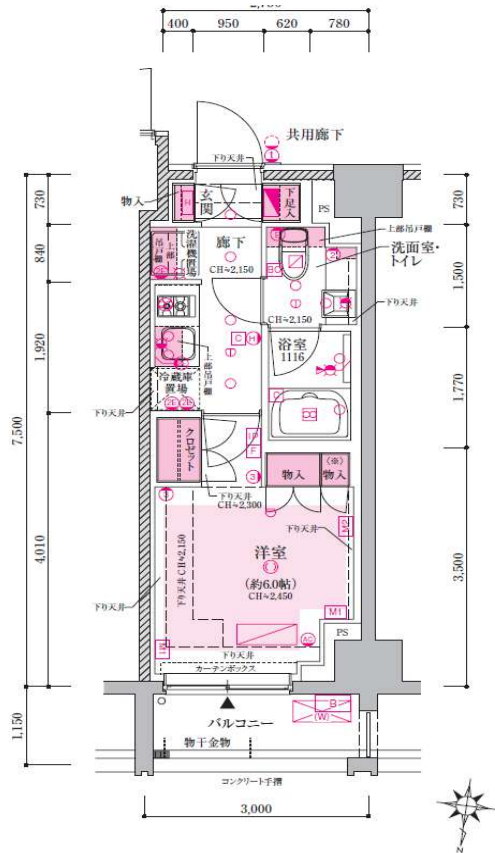 400 950 620 780
共用廊下
下り天井
物入
玄関
下足入
PS
730
730
上部吊戸棚
洗面室・トイレ
吊戸棚
上部
洗濯機置場
廊下
CH≒2,150
840
1,500
CH≒2,150
下り天井
浴室
1116
上部吊戸棚
1,920
1,770
冷蔵庫置場
下り天井
7,500
クロゼット
物入
(※)
物入
下り天井
CH≒2,300
下り天井
M2
4,010
3,500
洋室
(約6.0帖)
CH≒2,450
下り天井 CH≒2,150
下り天井
M1
M1
AC
PS
下り天井
カーテンボックス
バルコニー
(W)
1,150
物干金物
コンクリート手摺
3,000
N